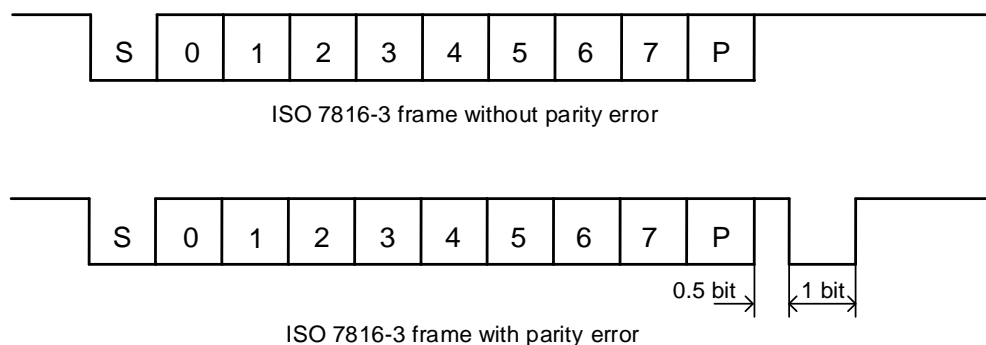 S 0 1 2 3 4 5 6 7 P
ISO 7816-3 frame without parity error
S 0 1 2 3 4 5 6 7 P
0.5 bit 1 bit
ISO 7816-3 frame with parity error